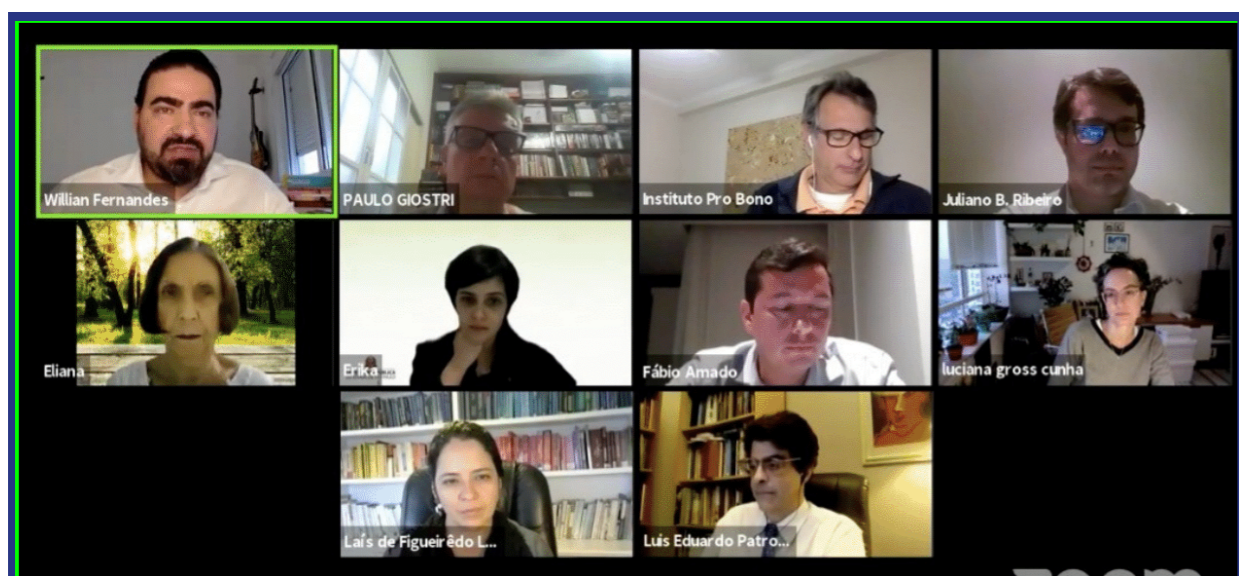 Willian Fernandes
PAULO GIOSTRI
Instituto Pro Bono
Juliano B. Ribeiro
Eliana
Erika
Fábio Amado
luciana gross cunha
Laís de Figueirêdo L...
Luis Eduardo Patro...
zoom